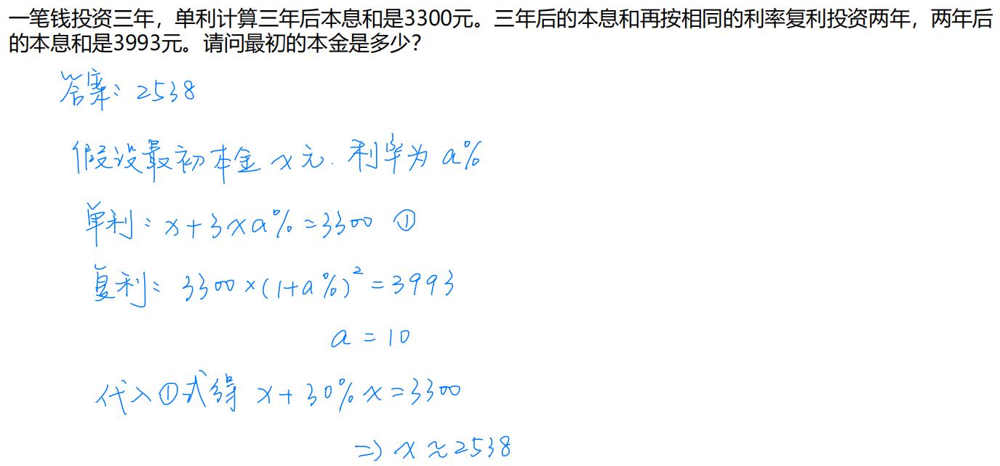 一笔钱投资三年，单利计算三年后本息和是3300元。三年后的本息和再按相同的利率复利投资两年，两年后
的本息和是3993元。请问最初的本金是多少？
答案：2538
假设最初本金 x元. 利率为 a%
单利：x+3xa%=3300 ①
复利：3300×(1+a%)²=3993
a=10
代入①式得 x+30%x=3300
⇒ x≈2538